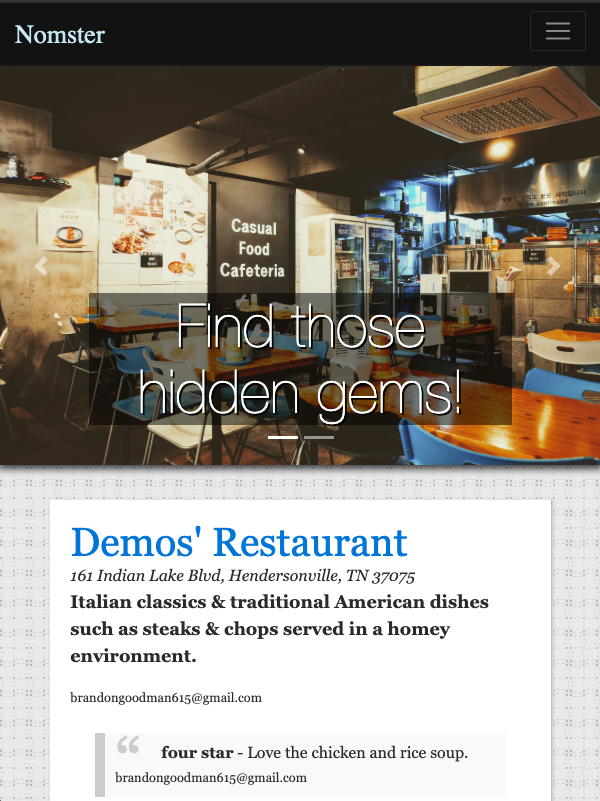 Nomster
Casual
Food
Cafeteria
Find those
hidden gems!
Demos' Restaurant
161 Indian Lake Blvd, Hendersonville, TN 37075
Italian classics & traditional American dishes
such as steaks & chops served in a homey
environment.
brandongoodman615@gmail.com
“ four star - Love the chicken and rice soup.
brandongoodman615@gmail.com